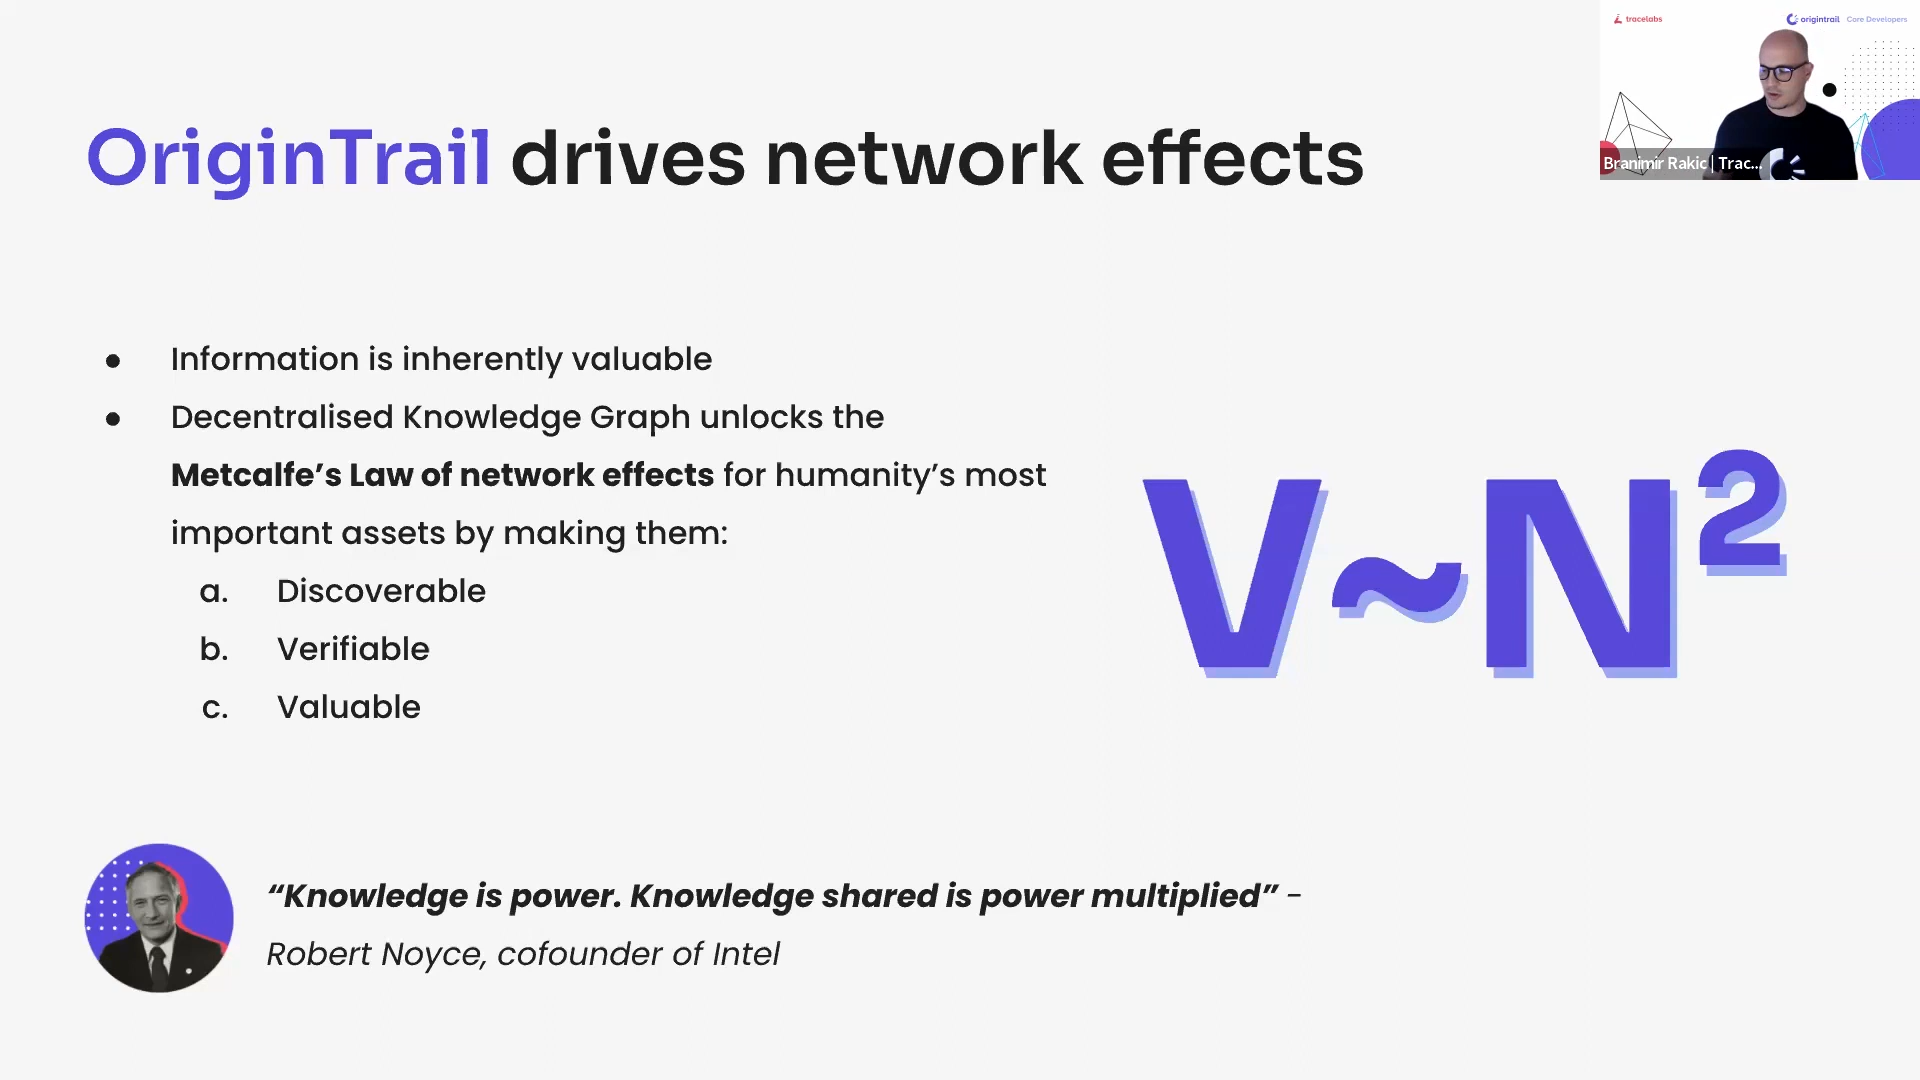 tracelabs
origintrail Core Developers
Branimir Rakic | Trac...
OriginTrail drives network effects
● Information is inherently valuable
● Decentralised Knowledge Graph unlocks the
Metcalfe’s Law of network effects for humanity’s most
important assets by making them:
a. Discoverable
b. Verifiable
c. Valuable
V~N²
“Knowledge is power. Knowledge shared is power multiplied” –
Robert Noyce, cofounder of Intel